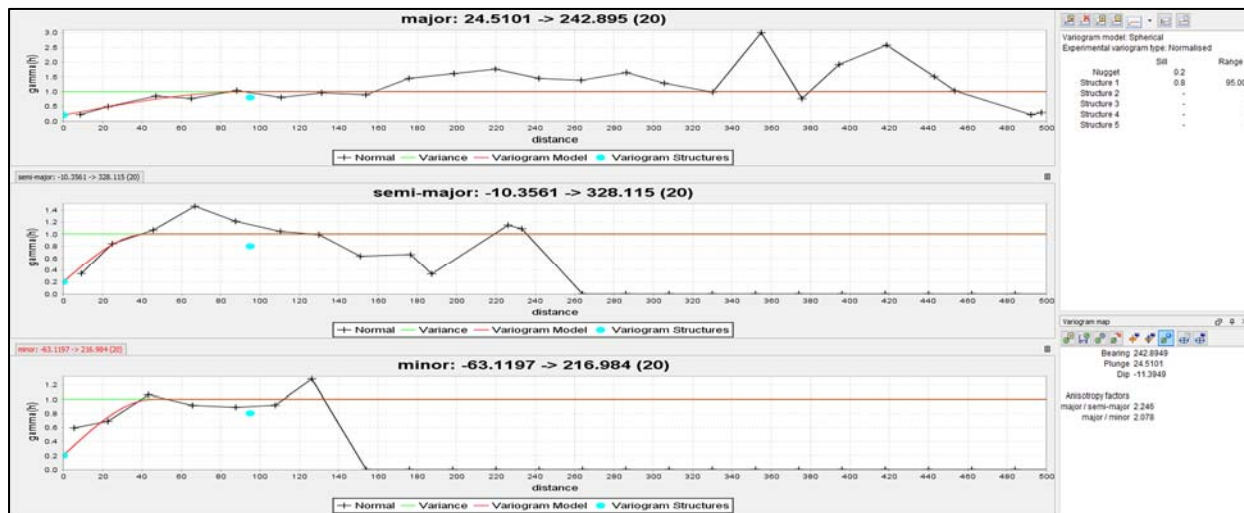 major: 24.5101 -> 242.895 (20)
gamma(h)
3.0
2.5
2.0
1.5
1.0
0.5
0.0
0 20 40 60 80 100 120 140 160 180 200 220 240 260 280 300 320 340 360 380 400 420 440 460 480 500
distance
Normal Variance Variogram Model Variogram Structures
semi-major: -10.3561 -> 328.115 (20)
semi-major: -10.3561 -> 328.115 (20)
gamma(h)
1.4
1.2
1.0
0.8
0.6
0.4
0.2
0.0
0 20 40 60 80 100 120 140 160 180 200 220 240 260 280 300 320 340 360 380 400 420 440 460 480 500
distance
Normal Variance Variogram Model Variogram Structures
minor: -63.1197 -> 216.984 (20)
minor: -63.1197 -> 216.984 (20)
gamma(h)
1.2
1.0
0.8
0.6
0.4
0.2
0.0
0 20 40 60 80 100 120 140 160 180 200 220 240 260 280 300 320 340 360 380 400 420 440 460 480 500
distance
Normal Variance Variogram Model Variogram Structures
Variogram model: Spherical
Experimental variogram type: Normalised
Sill Range
Nugget 0.2
Structure 1 0.8 95.00
Structure 2 -
Structure 3 -
Structure 4 -
Structure 5 -
Variogram map
Bearing 242.8949
Plunge 24.5101
Dip -11.3949
Anisotropy factors
major / semi-major 2.246
major / minor 2.078